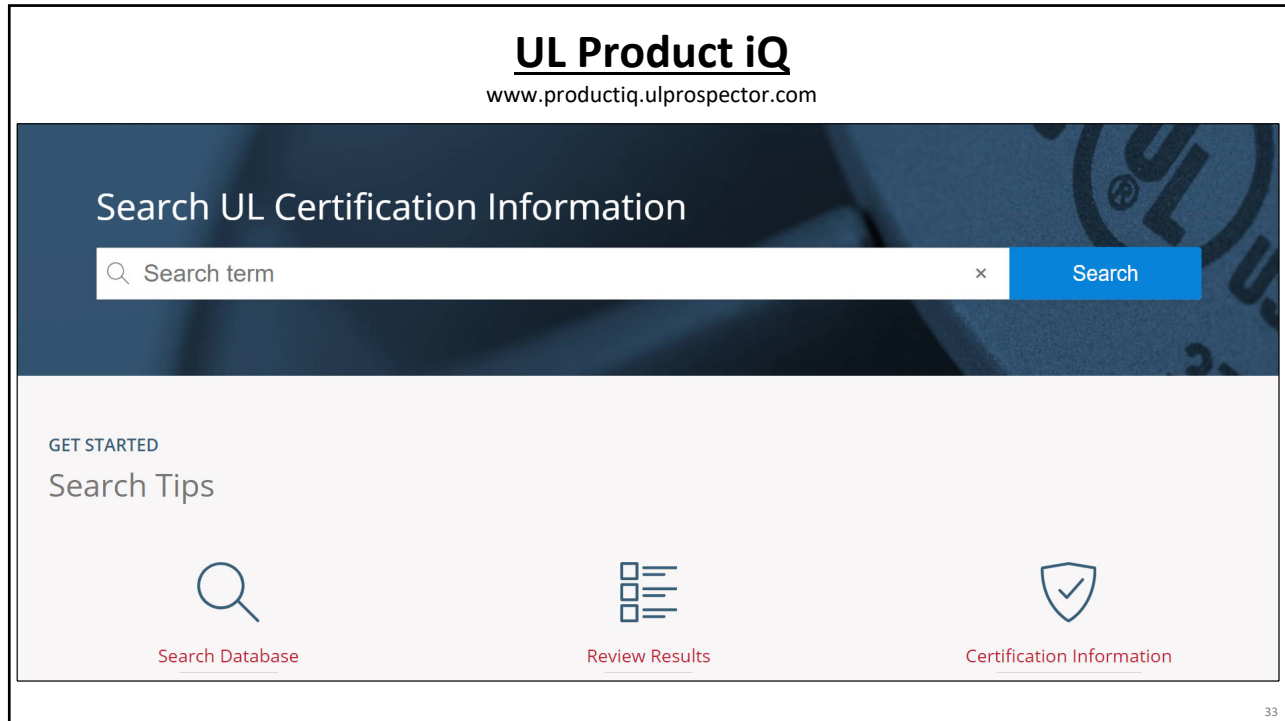 UL Product iQ
www.productiq.ulprospector.com
Search UL Certification Information
Search term × Search
GET STARTED
Search Tips
Search Database Review Results Certification Information
UL
®
33